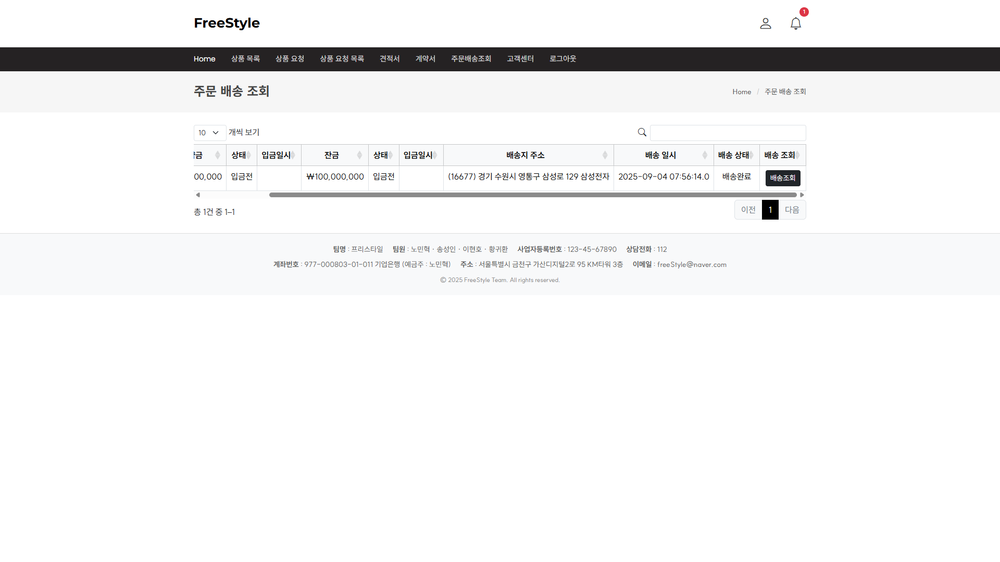 FreeStyle
1
Home 상품 목록 상품 요청 상품 요청 목록 견적서 계약서 주문배송조회 고객센터 로그아웃
주문 배송 조회
Home / 주문 배송 조회
10 개씩 보기
금 상태 입금일시 잔금 상태 입금일시 배송지 주소 배송 일시 배송 상태 배송 조회
00,000 입금전 ₩100,000,000 입금전 (16677) 경기 수원시 영통구 삼성로 129 삼성전자 2025-09-04 07:56:14.0 배송완료 배송조회
총 1건 중 1–1
이전 1 다음
팀명 : 프리스타일 팀원 : 노민혁 · 송성인 · 이현호 · 황귀환 사업자등록번호 : 123-45-67890 상담전화 : 112
계좌번호 : 977-000803-01-011 기업은행 (예금주 : 노민혁) 주소 : 서울특별시 금천구 가산디지털2로 95 KM타워 3층 이메일 : freeStyle@naver.com
© 2025 FreeStyle Team. All rights reserved.